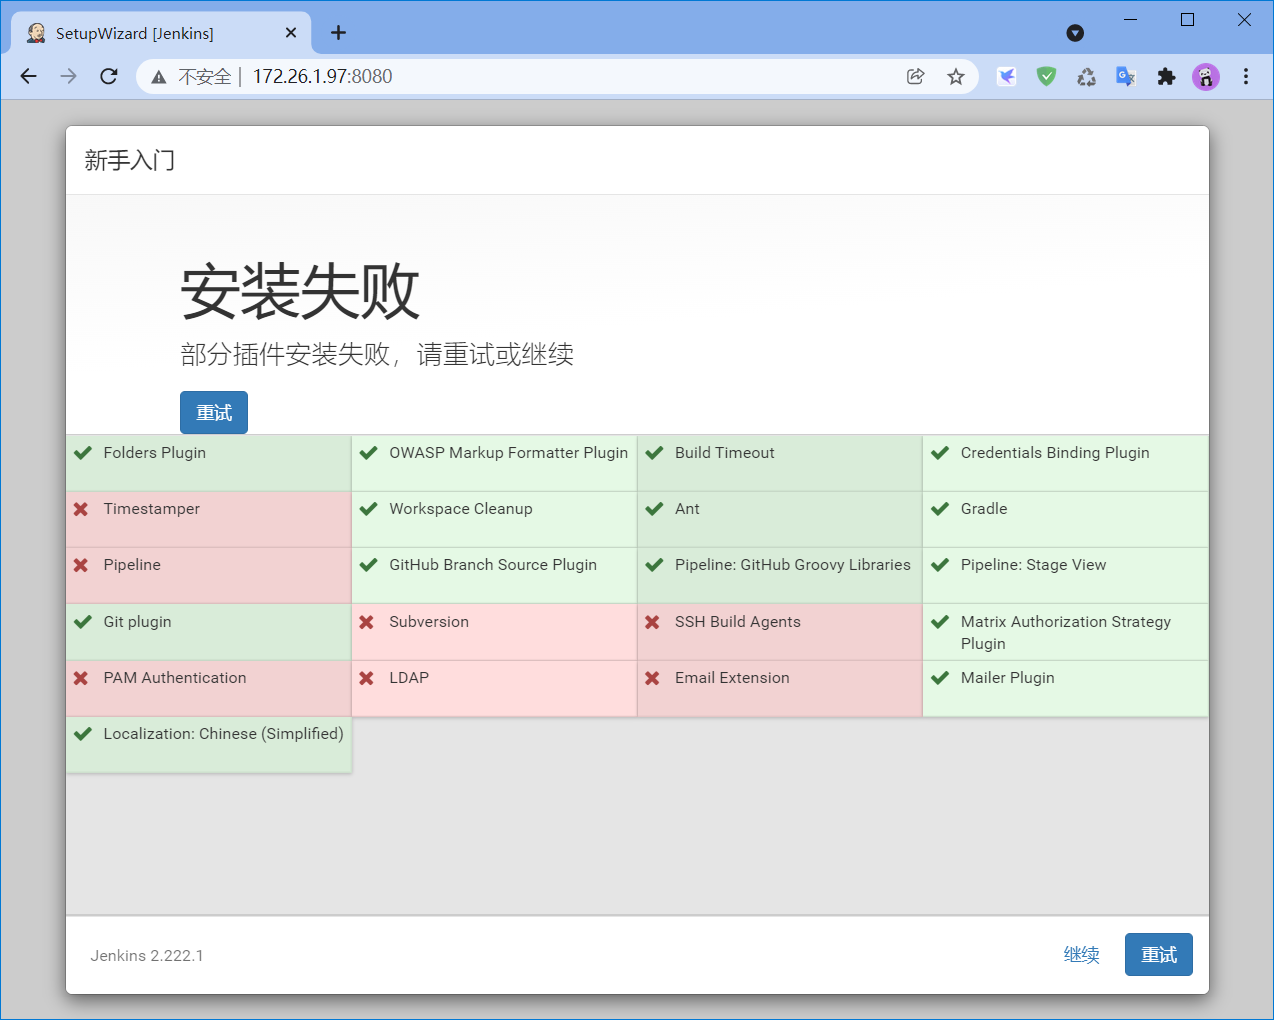 SetupWizard [Jenkins]
不安全 | 172.26.1.97:8080
新手入门
安装失败
部分插件安装失败，请重试或继续
重试
Folders Plugin
OWASP Markup Formatter Plugin
Build Timeout
Credentials Binding Plugin
Timestamper
Workspace Cleanup
Ant
Gradle
Pipeline
GitHub Branch Source Plugin
Pipeline: GitHub Groovy Libraries
Pipeline: Stage View
Git plugin
Subversion
SSH Build Agents
Matrix Authorization Strategy
Plugin
PAM Authentication
LDAP
Email Extension
Mailer Plugin
Localization: Chinese (Simplified)
Jenkins 2.222.1
继续
重试